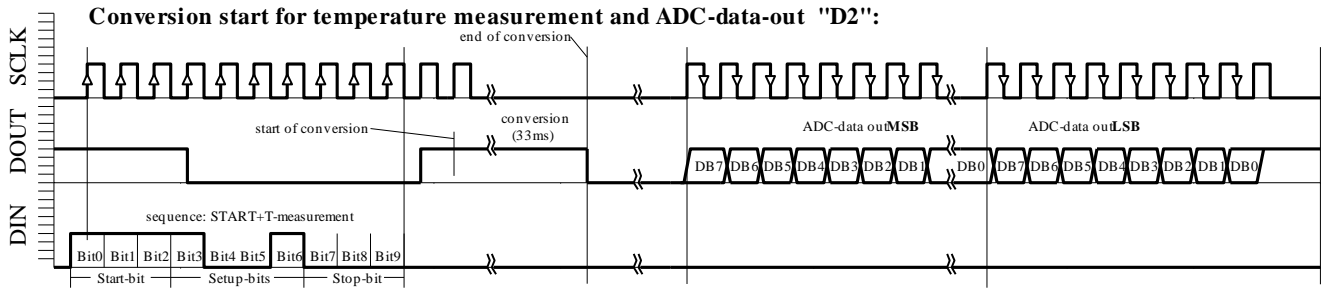 Conversion start for temperature measurement and ADC-data-out "D2":
end of conversion
SCLK
start of conversion
conversion
(33ms)
ADC-data out MSB
ADC-data out LSB
DOUT
DB7 DB6 DB5 DB4 DB3 DB2 DB1 DB0 DB7 DB6 DB5 DB4 DB3 DB2 DB1 DB0
sequence: START+T-measurement
DIN
Bit0 Bit1 Bit2 Bit3 Bit4 Bit5 Bit6 Bit7 Bit8 Bit9
Start-bit Setup-bits Stop-bit